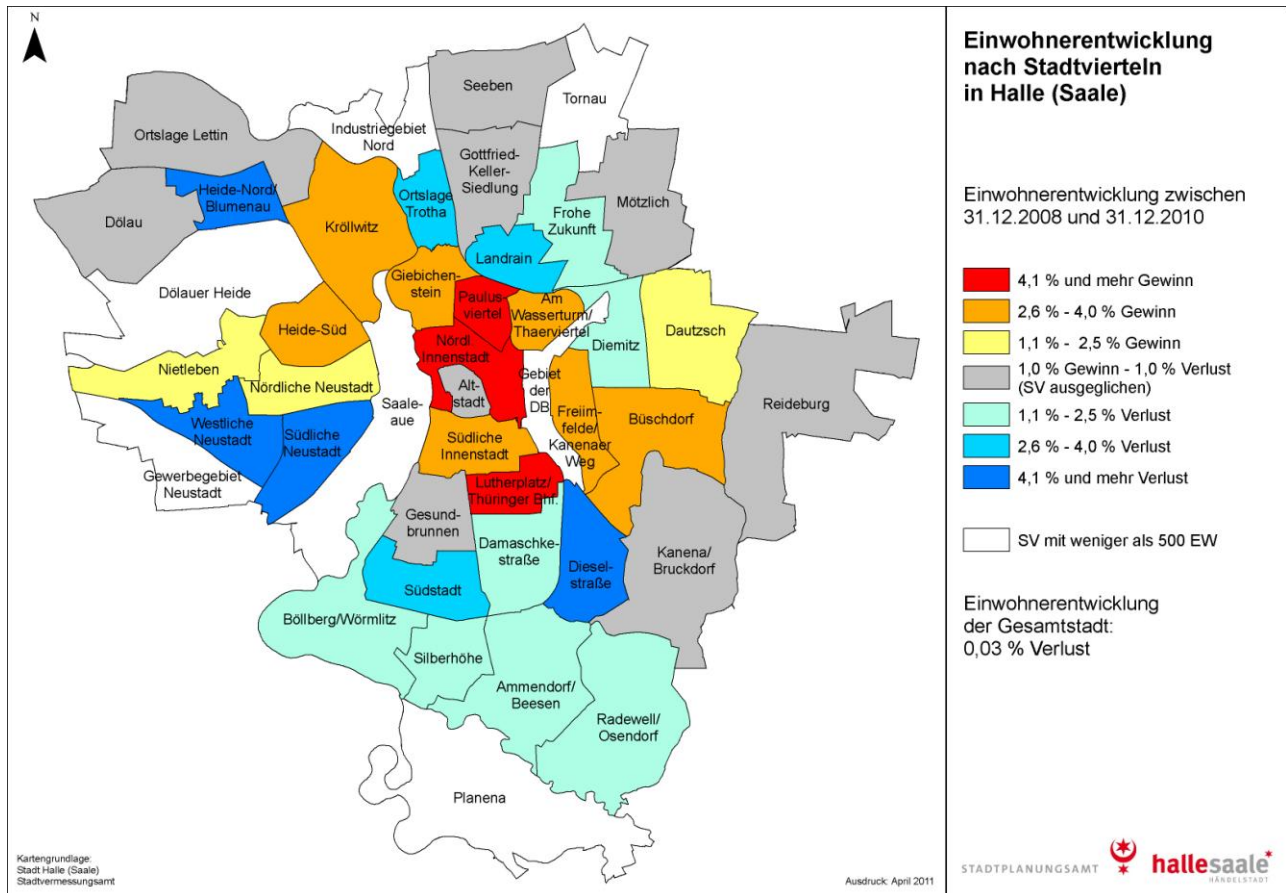 N
Seeben
Tornau
Industriegebiet
Nord
Ortslage Lettin
Gottfried-
Keller-
Siedlung
Heide-Nord/
Blumenau
Ortslage
Trotha
Mötzlich
Dölau
Kröllwitz
Frohe
Zukunft
Landrain
Giebichen-
stein
Dölauer Heide
Paulus-
viertel
Am
Wasserturm/
Thaerviertel
Heide-Süd
Dautzsch
Nördl.
Innenstadt
Diemitz
Nietleben
Nördliche Neustadt
Gebiet
der
DB
Alt-
stadt
Reideburg
Saale-
aue
Freiim-
felde/
Kanenaer
Weg
Büschdorf
Westliche
Neustadt
Südliche
Neustadt
Südliche
Innenstadt
Gewerbegebiet
Neustadt
Lutherplatz/
Thüringer Bhf.
Gesund-
brunnen
Damaschke-
straße
Kanena/
Bruckdorf
Diesel-
straße
Südstadt
Böllberg/Wörmlitz
Silberhöhe
Ammendorf/
Beesen
Radewell/
Osendorf
Planena
Kartengrundlage:
Stadt Halle (Saale)
Stadtvermessungsamt
Ausdruck: April 2011
Einwohnerentwicklung
nach Stadtvierteln
in Halle (Saale)
Einwohnerentwicklung zwischen
31.12.2008 und 31.12.2010
4,1 % und mehr Gewinn
2,6 % - 4,0 % Gewinn
1,1 % - 2,5 % Gewinn
1,0 % Gewinn - 1,0 % Verlust
(SV ausgeglichen)
1,1 % - 2,5 % Verlust
2,6 % - 4,0 % Verlust
4,1 % und mehr Verlust
SV mit weniger als 500 EW
Einwohnerentwicklung
der Gesamtstadt:
0,03 % Verlust
STADTPLANUNGSAMT
hallesaale*
HÄNDELSTADT